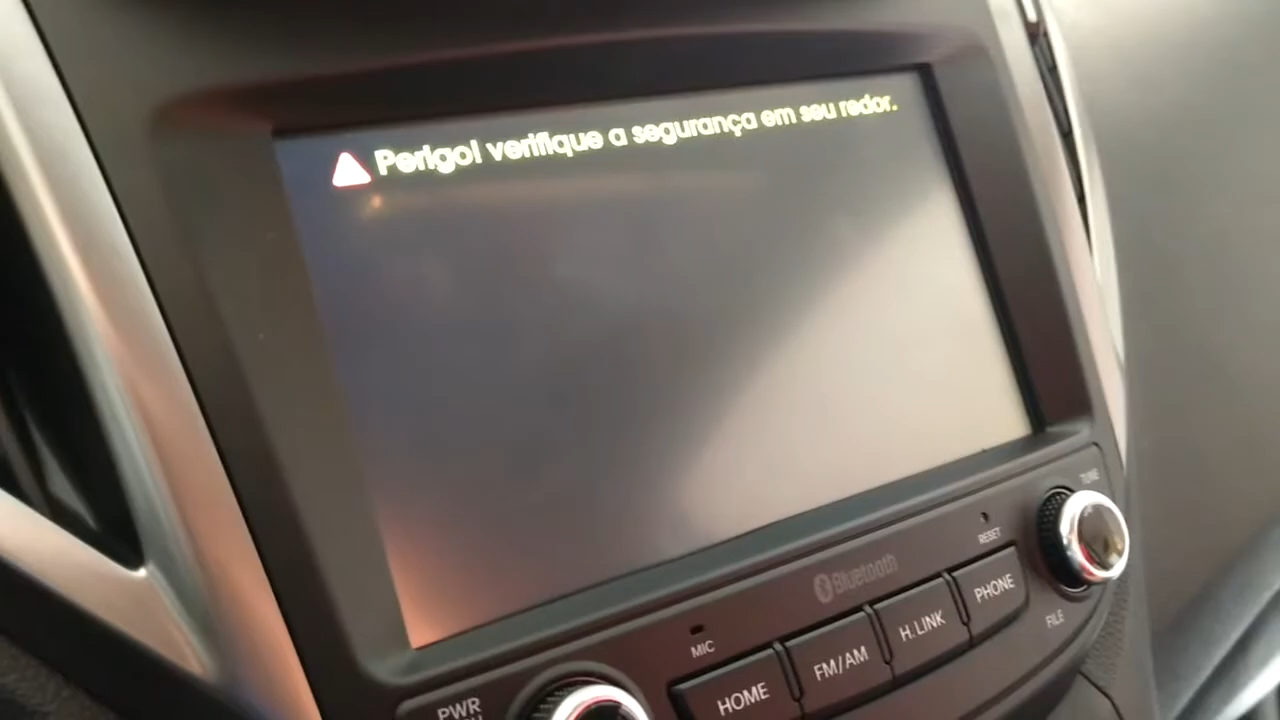 Perigo! verifique a segurança em seu redor.
TUNE
RESET
Bluetooth
PHONE
H.LINK
FILE
MIC
FM/AM
HOME
PWR